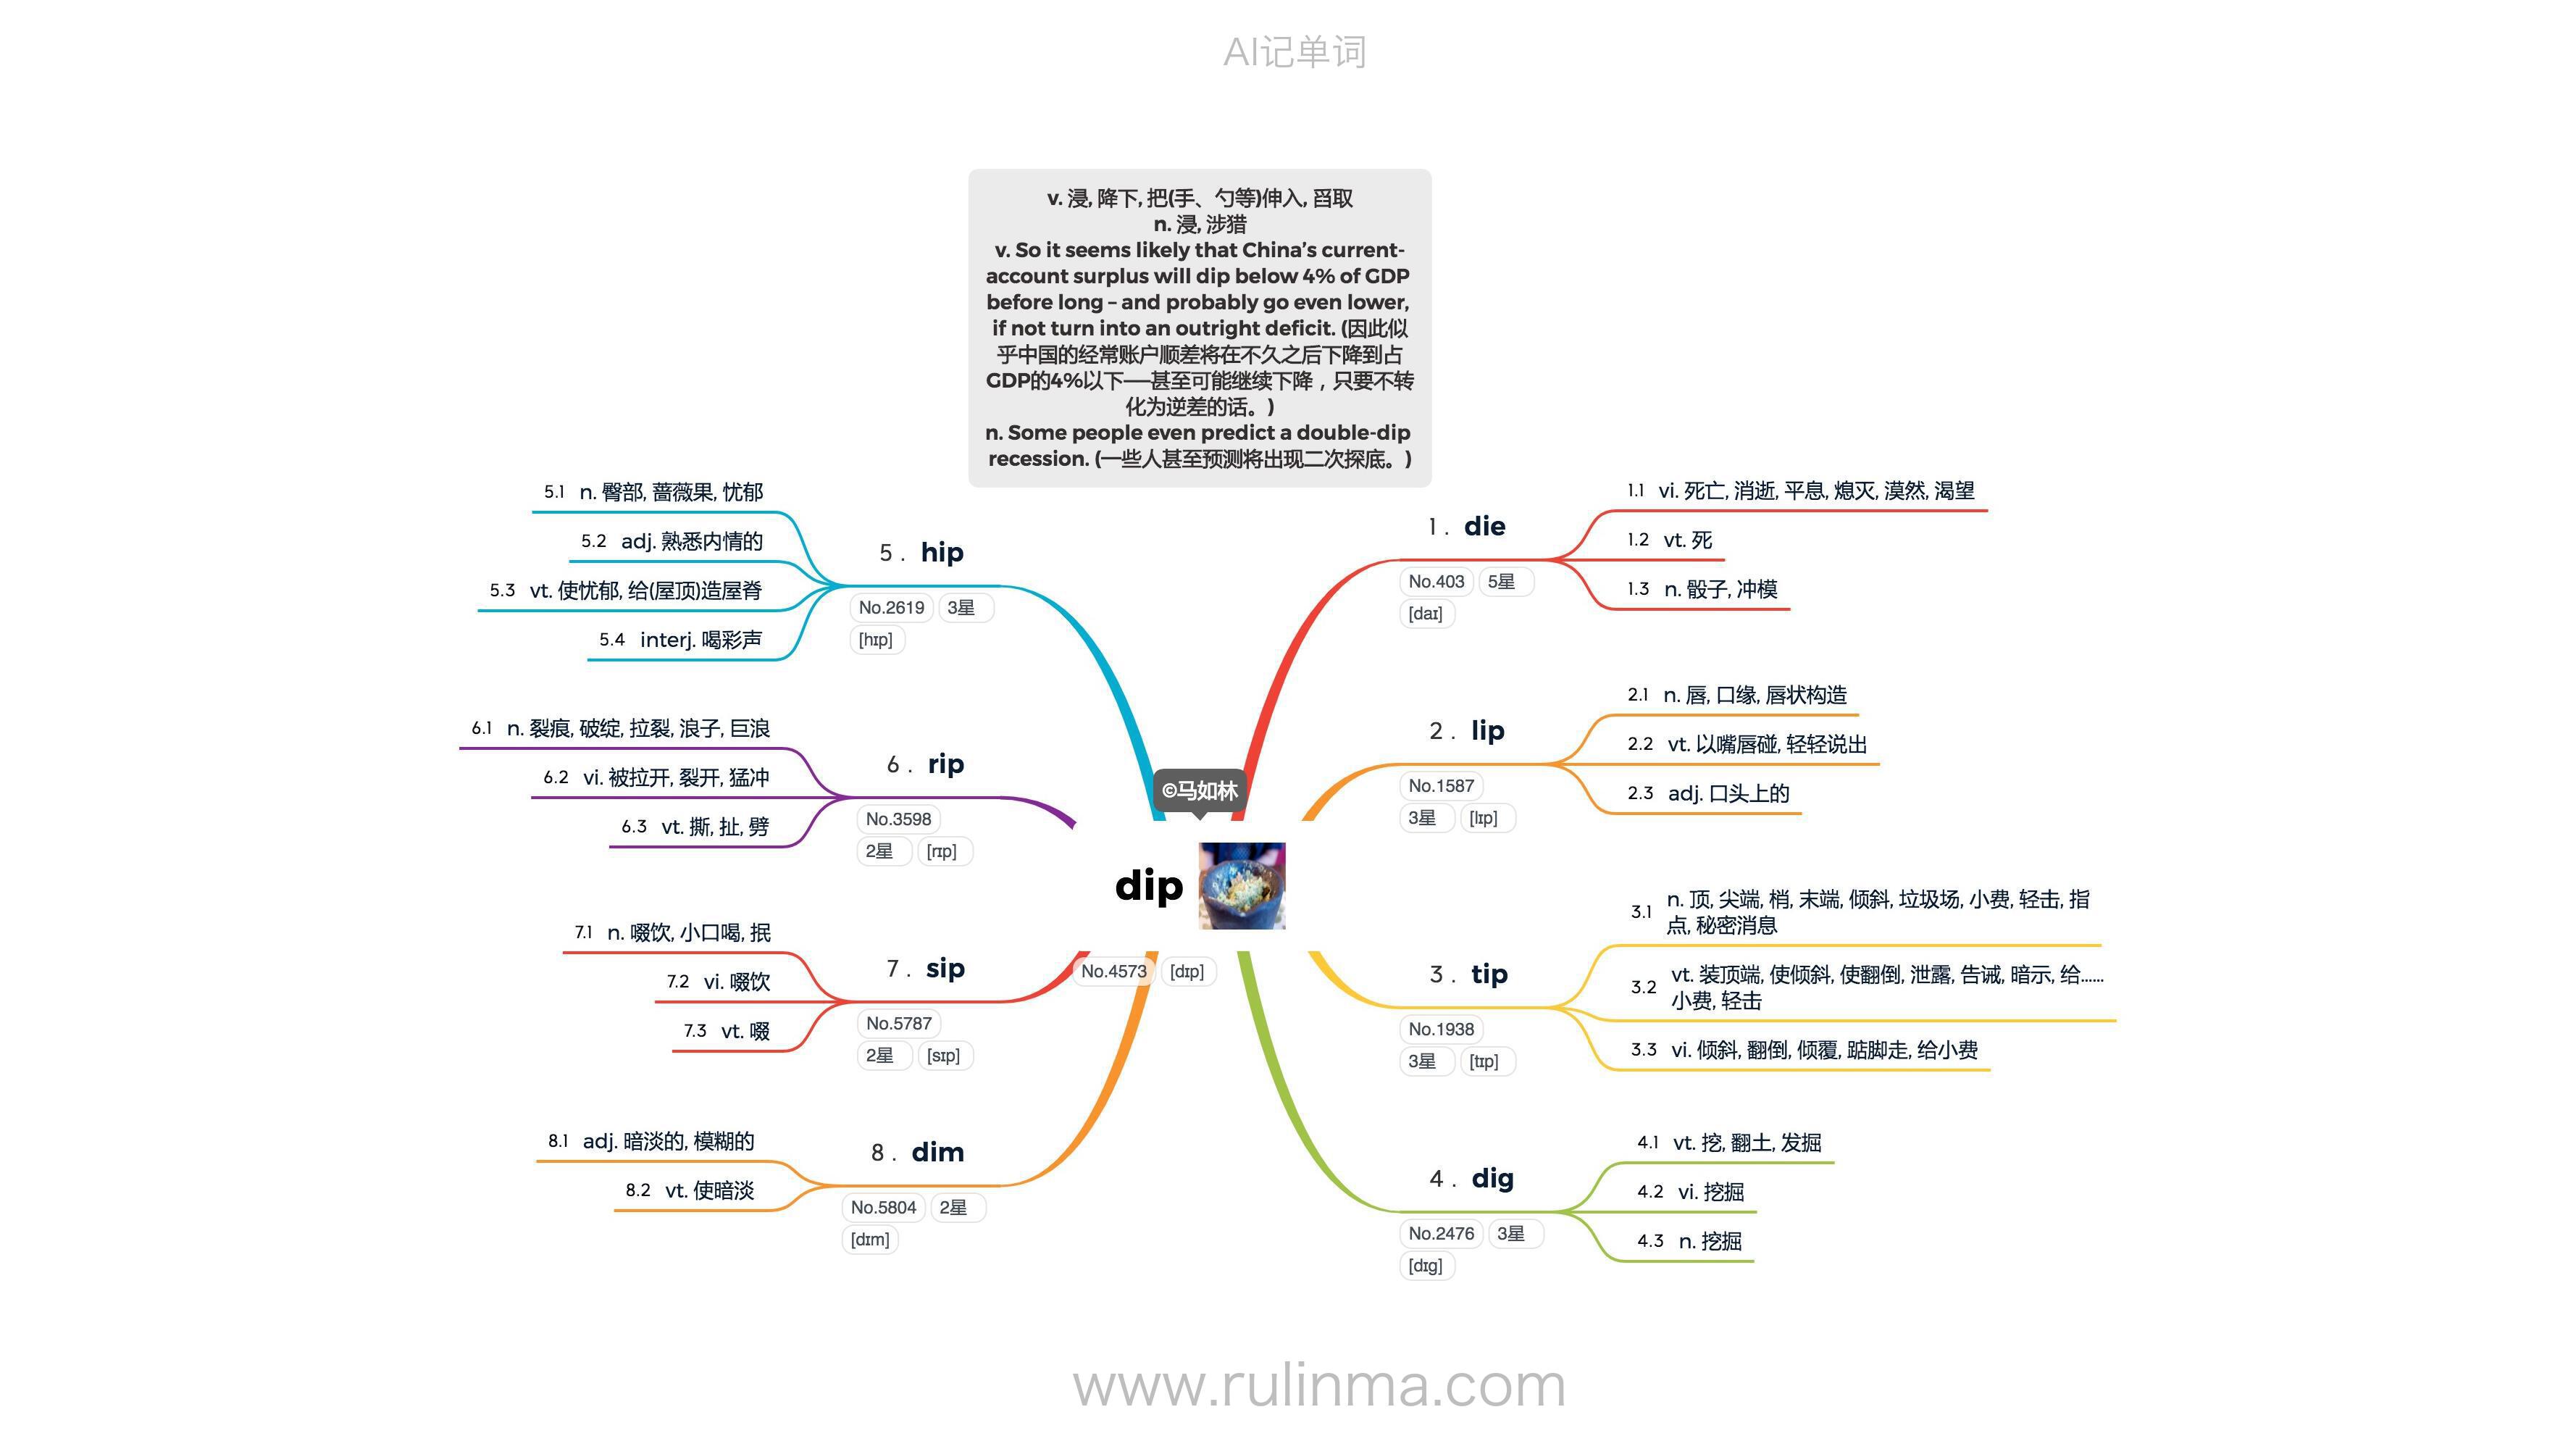 AI记单词
v. 浸, 降下, 把(手、勺等)伸入, 舀取
n. 浸, 涉猎
v. So it seems likely that China’s current-
account surplus will dip below 4% of GDP
before long – and probably go even lower,
if not turn into an outright deficit. (因此似
乎中国的经常账户顺差将在不久之后下降到占
GDP的4%以下——甚至可能继续下降，只要不转
化为逆差的话。)
n. Some people even predict a double-dip
recession. (一些人甚至预测将出现二次探底。)
©马如林
dip
No.4573 [dɪp]
1 . die
No.403 5星
[daɪ]
1.1 vi. 死亡, 消逝, 平息, 熄灭, 漠然, 渴望
1.2 vt. 死
1.3 n. 骰子, 冲模
2 . lip
No.1587
3星 [lɪp]
2.1 n. 唇, 口缘, 唇状构造
2.2 vt. 以嘴唇碰, 轻轻说出
2.3 adj. 口头上的
3 . tip
No.1938
3星 [tɪp]
3.1 n. 顶, 尖端, 梢, 末端, 倾斜, 垃圾场, 小费, 轻击, 指
点, 秘密消息
3.2 vt. 装顶端, 使倾斜, 使翻倒, 泄露, 告诫, 暗示, 给……
小费, 轻击
3.3 vi. 倾斜, 翻倒, 倾覆, 踮脚走, 给小费
4 . dig
No.2476 3星
[dɪg]
4.1 vt. 挖, 翻土, 发掘
4.2 vi. 挖掘
4.3 n. 挖掘
5 . hip
No.2619 3星
[hɪp]
5.1 n. 臀部, 蔷薇果, 忧郁
5.2 adj. 熟悉内情的
5.3 vt. 使忧郁, 给(屋顶)造屋脊
5.4 interj. 喝彩声
6 . rip
No.3598
2星 [rɪp]
6.1 n. 裂痕, 破绽, 拉裂, 浪子, 巨浪
6.2 vi. 被拉开, 裂开, 猛冲
6.3 vt. 撕, 扯, 劈
7 . sip
No.5787
2星 [sɪp]
7.1 n. 啜饮, 小口喝, 抿
7.2 vi. 啜饮
7.3 vt. 啜
8 . dim
No.5804 2星
[dɪm]
8.1 adj. 暗淡的, 模糊的
8.2 vt. 使暗淡
www.rulinma.com